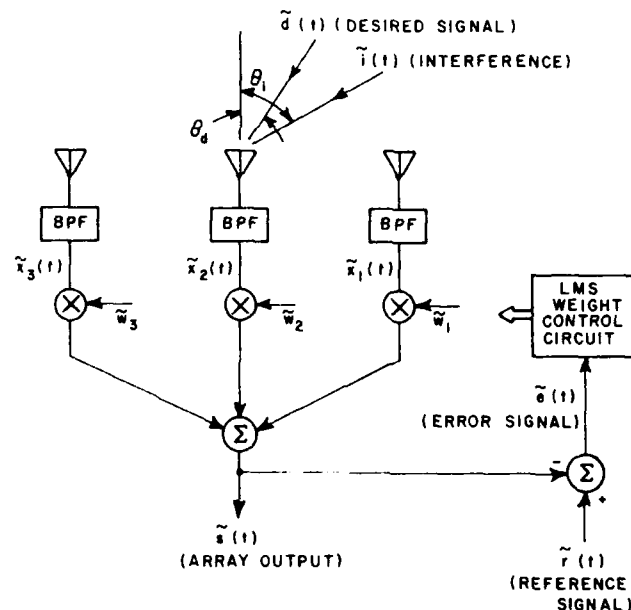 d̃(t) (DESIRED SIGNAL)
ĩ(t) (INTERFERENCE)
θi
θd
BPF
BPF
BPF
x̃3(t)
x̃2(t)
x̃1(t)
w̃3
w̃2
w̃1
LMS
WEIGHT
CONTROL
CIRCUIT
ẽ(t)
(ERROR SIGNAL)
Σ
-
Σ
+
s̃(t)
(ARRAY OUTPUT)
r̃(t)
(REFERENCE
SIGNAL)